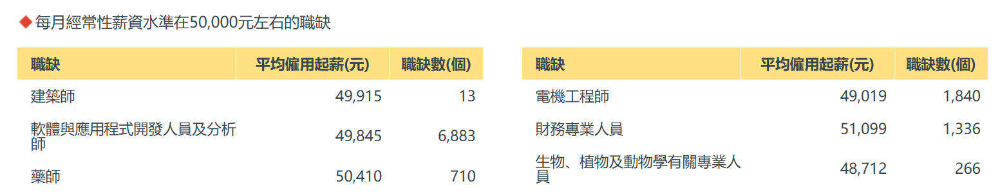 每月經常性薪資水準在50,000元左右的職缺
職缺 平均僱用起薪(元) 職缺數(個)
建築師 49,915 13
軟體與應用程式開發人員及分析
師 49,845 6,883
藥師 50,410 710
職缺 平均僱用起薪(元) 職缺數(個)
電機工程師 49,019 1,840
財務專業人員 51,099 1,336
生物、植物及動物學有關專業人
員 48,712 266